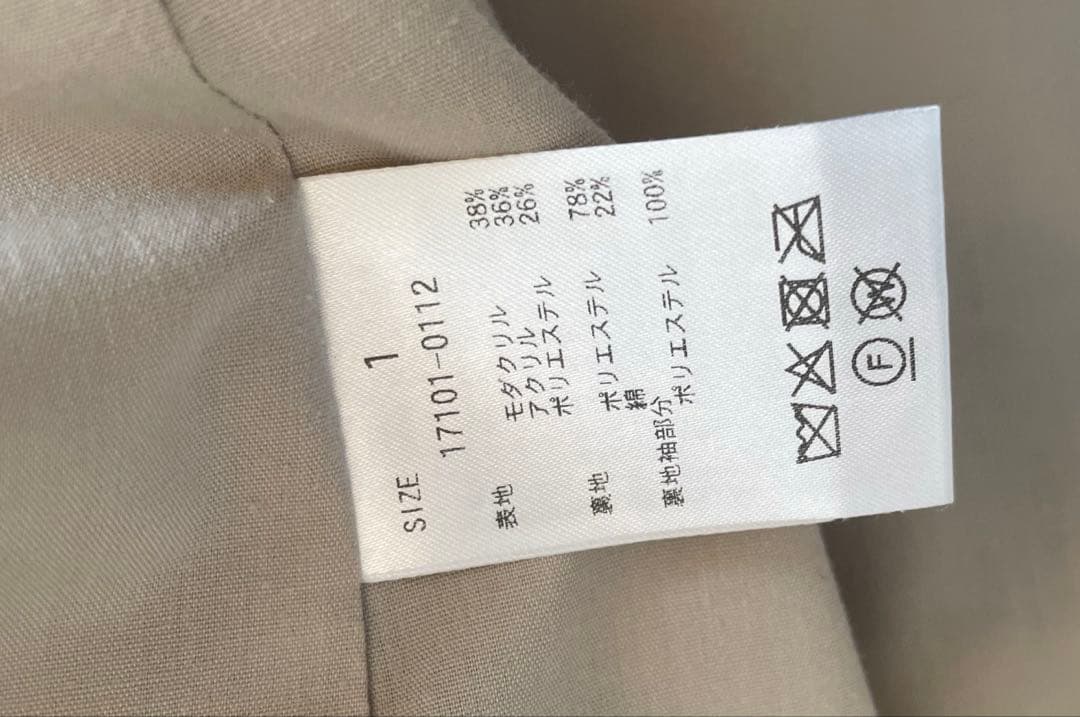 SIZE 1
17101-0112
表地 モダクリル 38%
アクリル 36%
ポリエステル 26%
裏地 ポリエステル 78%
綿 22%
裏地袖部分
ポリエステル 100%
F W